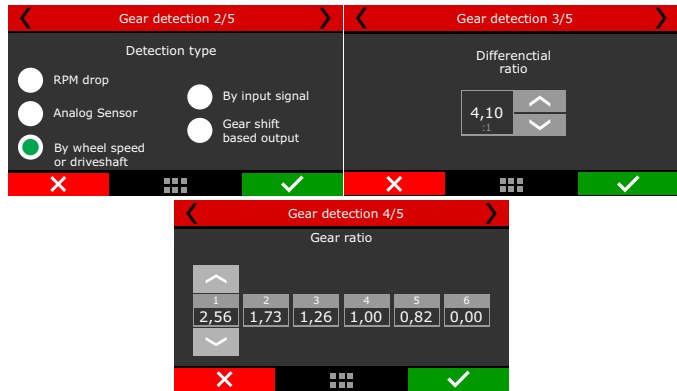 Gear detection 2/5
Detection type
RPM drop
Analog Sensor
By wheel speed
or driveshaft
By input signal
Gear shift
based output
Gear detection 3/5
Differenctial
ratio
4,10
:1
Gear detection 4/5
Gear ratio
1 2 3 4 5 6
2,56 1,73 1,26 1,00 0,82 0,00